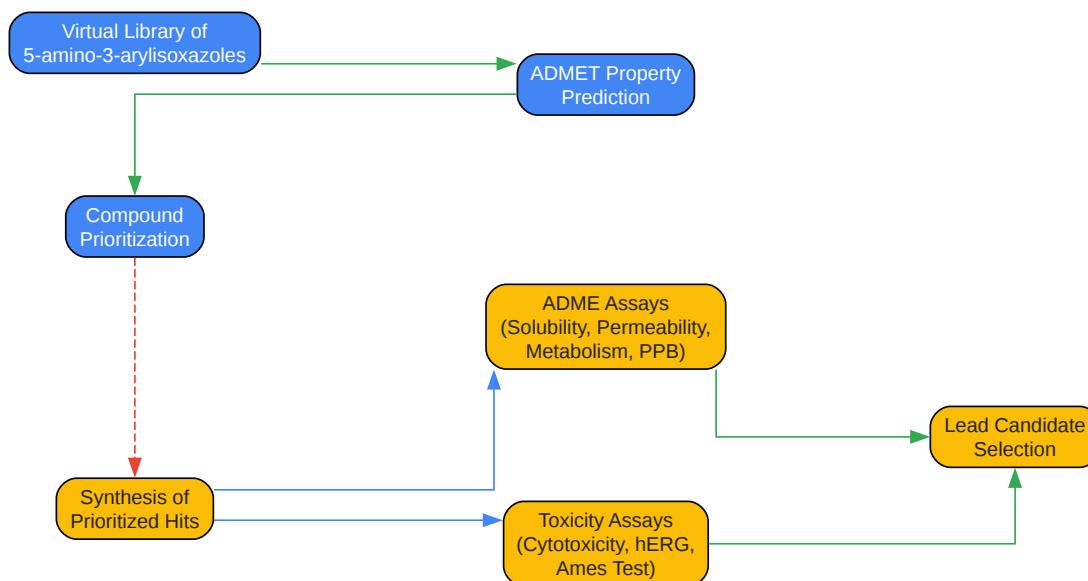 Virtual Library of
5-amino-3-arylisoxazoles
ADMET Property
Prediction
Compound
Prioritization
ADME Assays
(Solubility, Permeability,
Metabolism, PPB)
Lead Candidate
Selection
Synthesis of
Prioritized Hits
Toxicity Assays
(Cytotoxicity, hERG,
Ames Test)